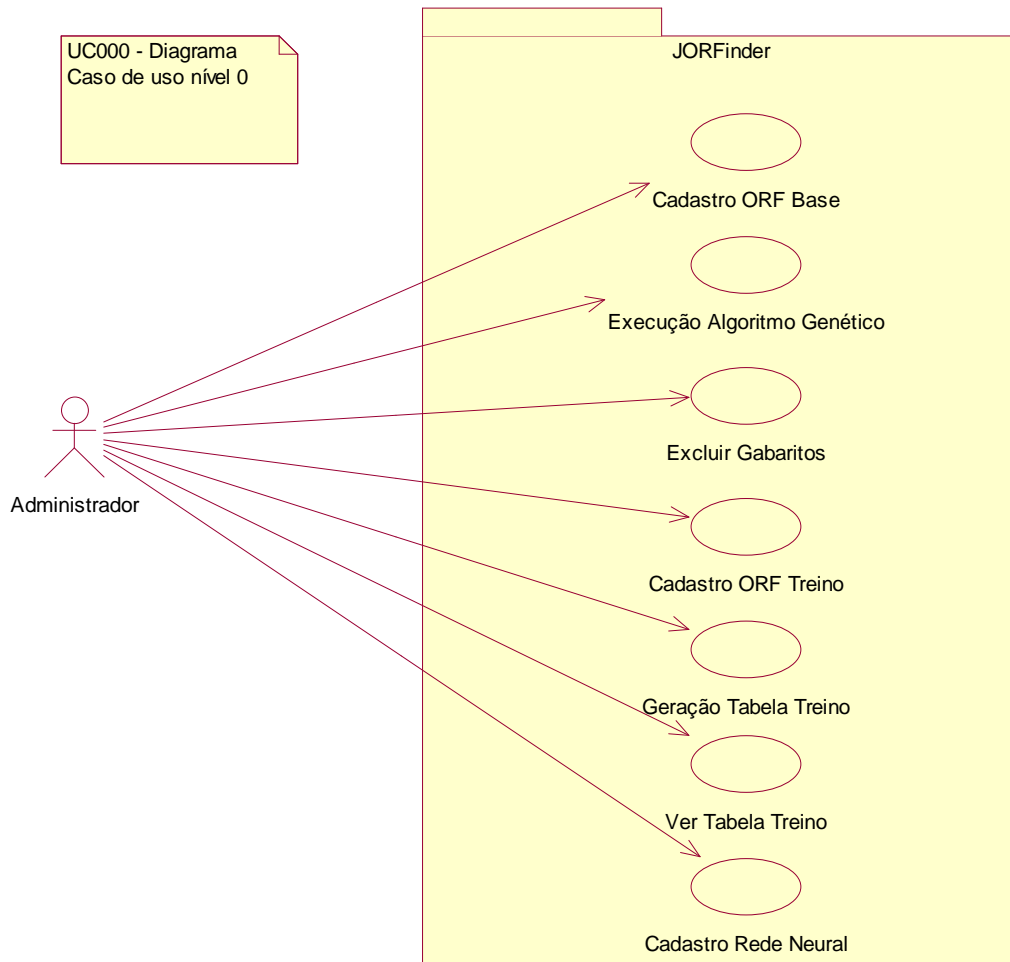 UC000 - Diagrama
Caso de uso nível 0
JORFinder
Cadastro ORF Base
Execução Algoritmo Genético
Excluir Gabaritos
Administrador
Cadastro ORF Treino
Geração Tabela Treino
Ver Tabela Treino
Cadastro Rede Neural